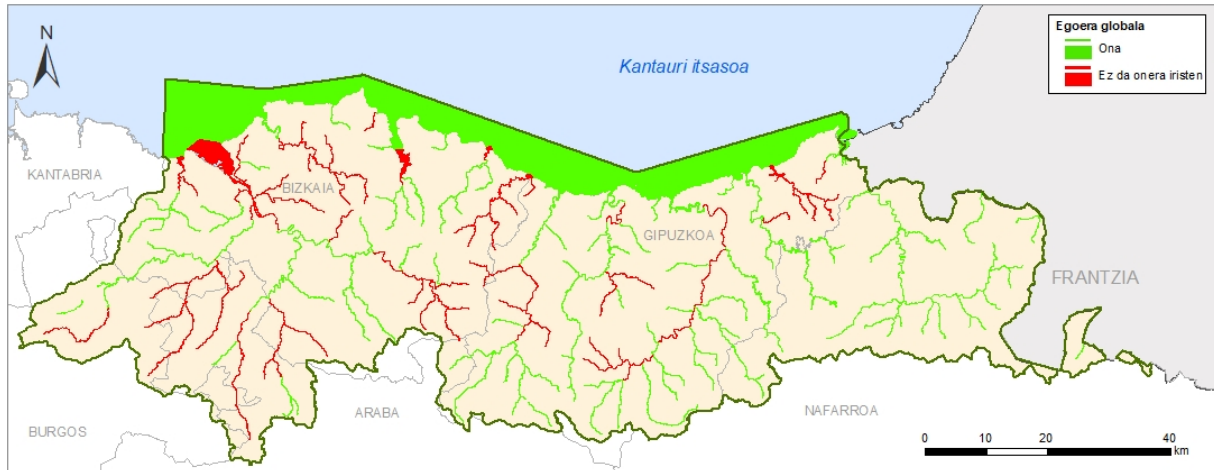 N
Kantauri itsasoa
Egoera globala
Ona
Ez da onera iristen
KANTABRIA
BIZKAIA
GIPUZKOA
FRANTZIA
ARABA
NAFARROA
BURGOS
0 10 20 40
km